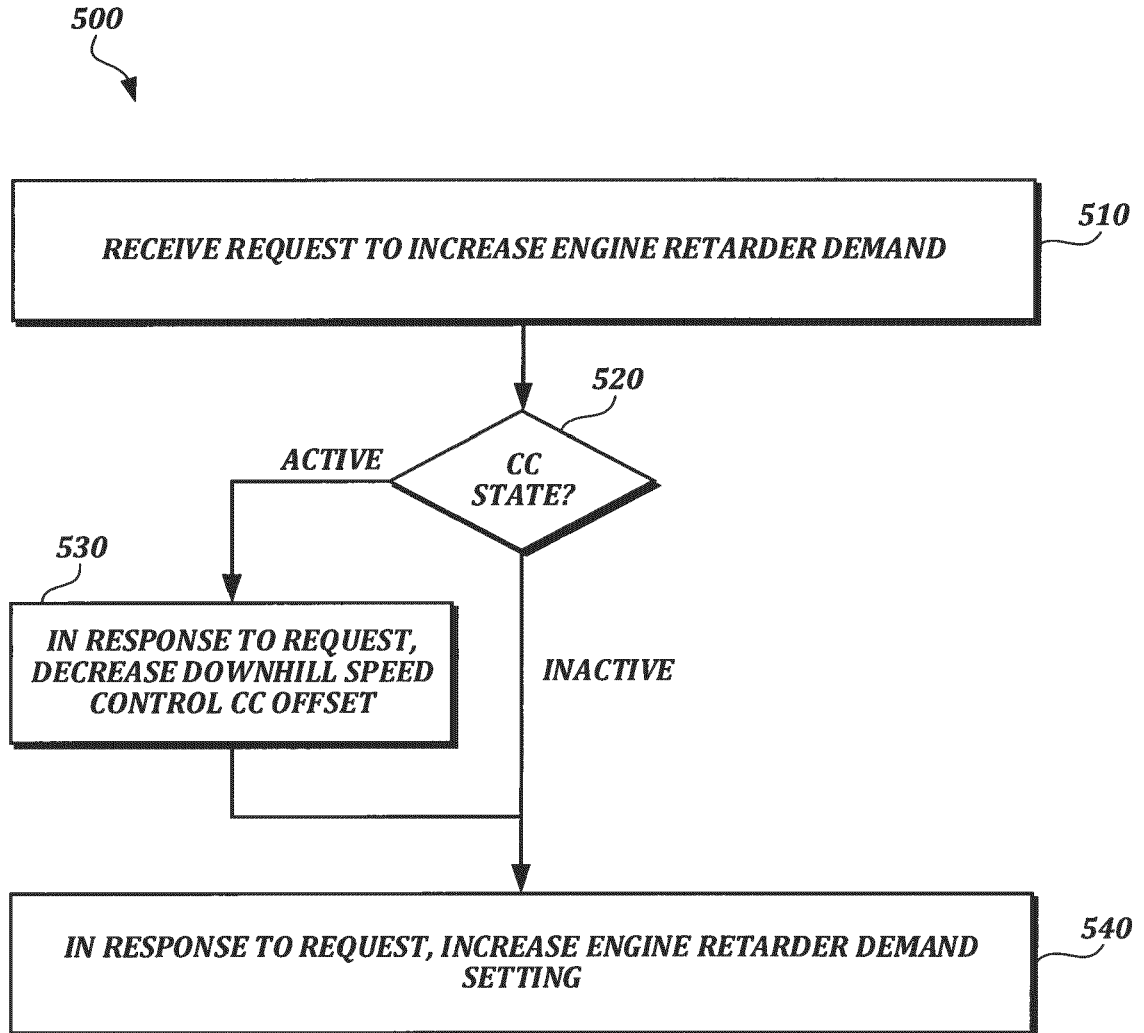 500
RECEIVE REQUEST TO INCREASE ENGINE RETARDER DEMAND
510
520
CC
STATE?
ACTIVE
530
IN RESPONSE TO REQUEST,
DECREASE DOWNHILL SPEED
CONTROL CC OFFSET
INACTIVE
IN RESPONSE TO REQUEST, INCREASE ENGINE RETARDER DEMAND
SETTING
540